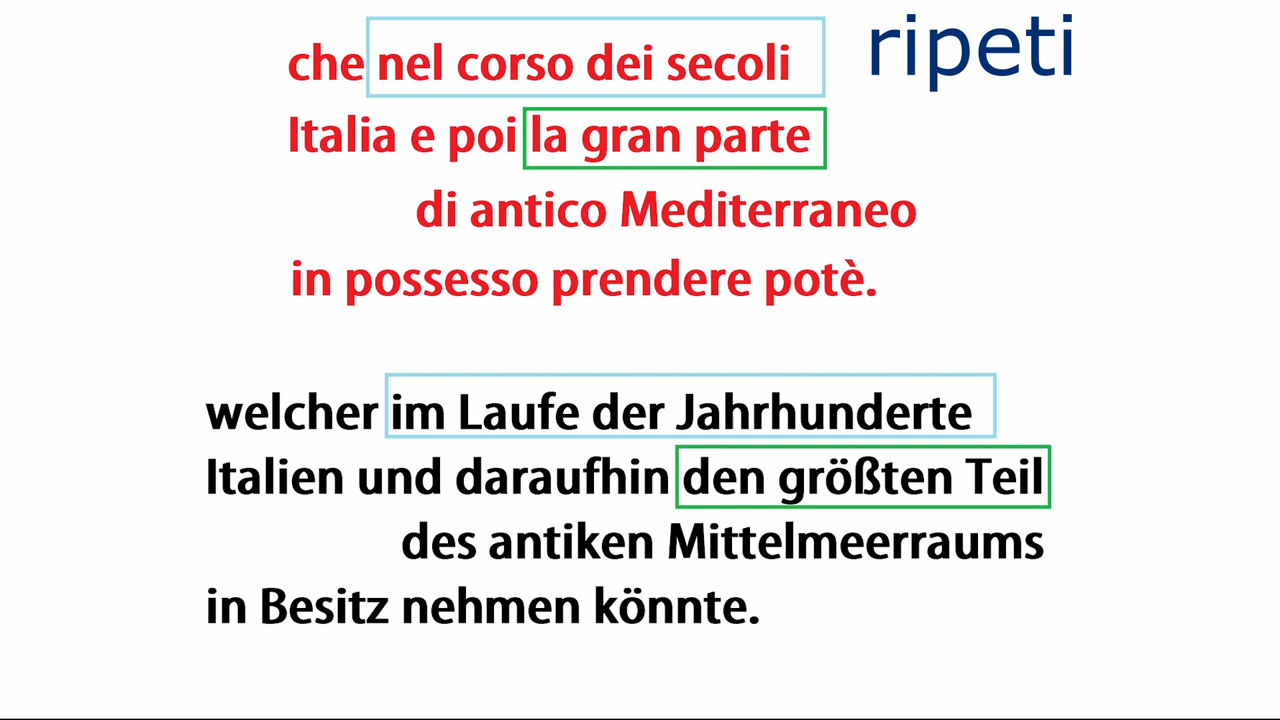 che nel corso dei secoli
ripeti
Italia e poi la gran parte
di antico Mediterraneo
in possesso prendere potè.
welcher im Laufe der Jahrhunderte
Italien und daraufhin den größten Teil
des antiken Mittelmeerraums
in Besitz nehmen könnte.